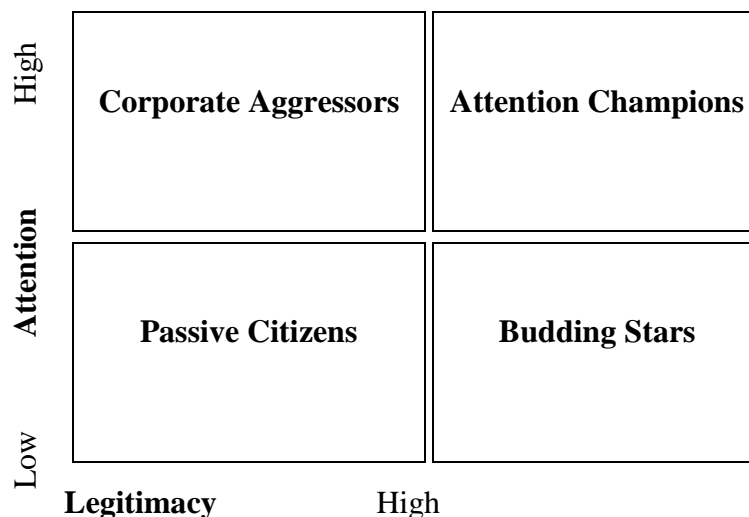 High
Corporate Aggressors
Attention Champions
Attention
Passive Citizens
Budding Stars
Low
Legitimacy High